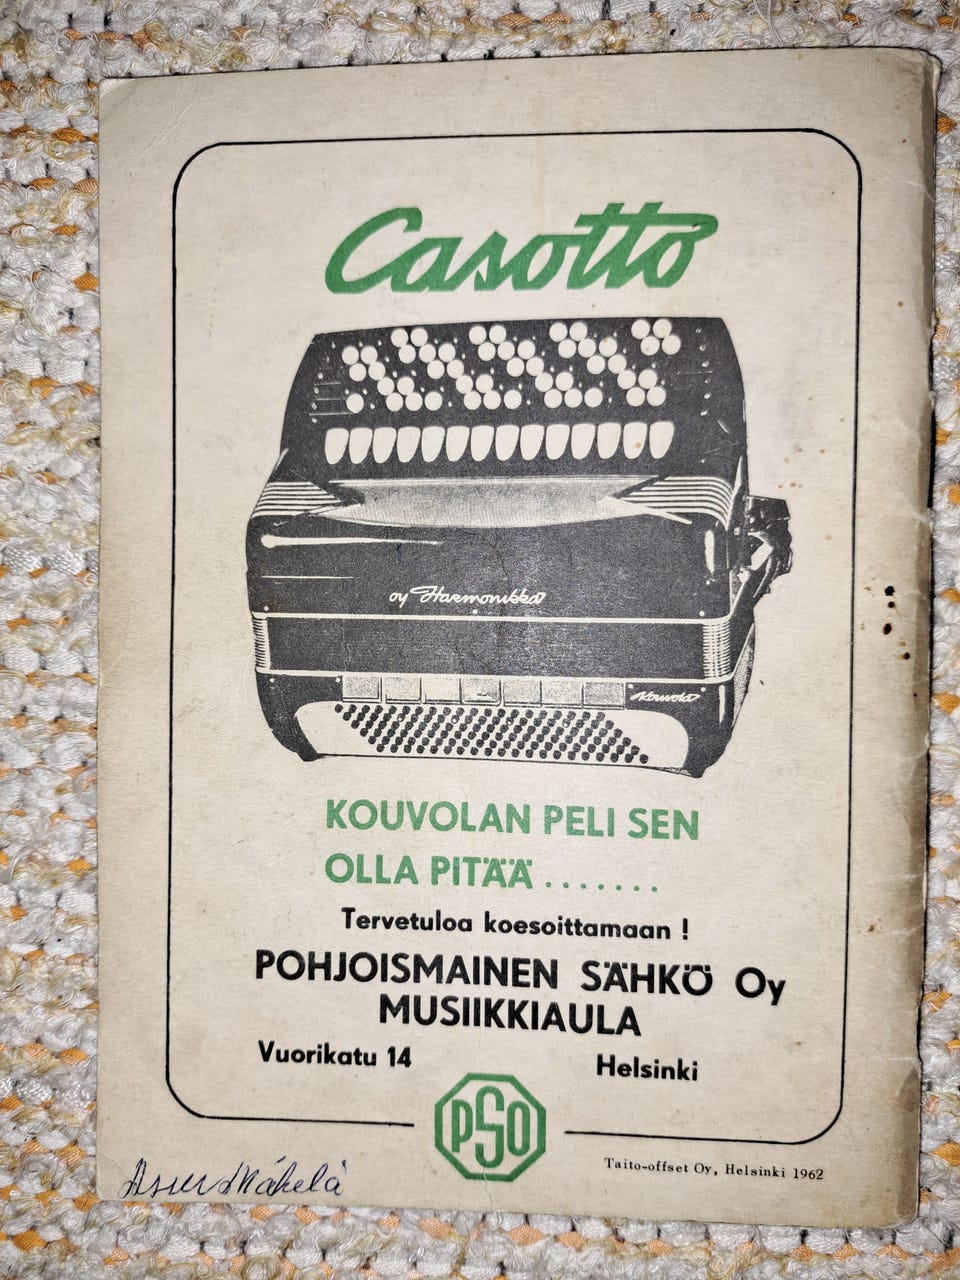 Casotto
oy Harmonikka
Kouvola
KOUVOLAN PELI SEN
OLLA PITÄÄ .......
Tervetuloa koesoittamaan !
POHJOISMAINEN SÄHKÖ Oy
MUSIIKKIAULA
Vuorikatu 14 Helsinki
PSO
Taito-offset Oy, Helsinki 1962
Mäkelä